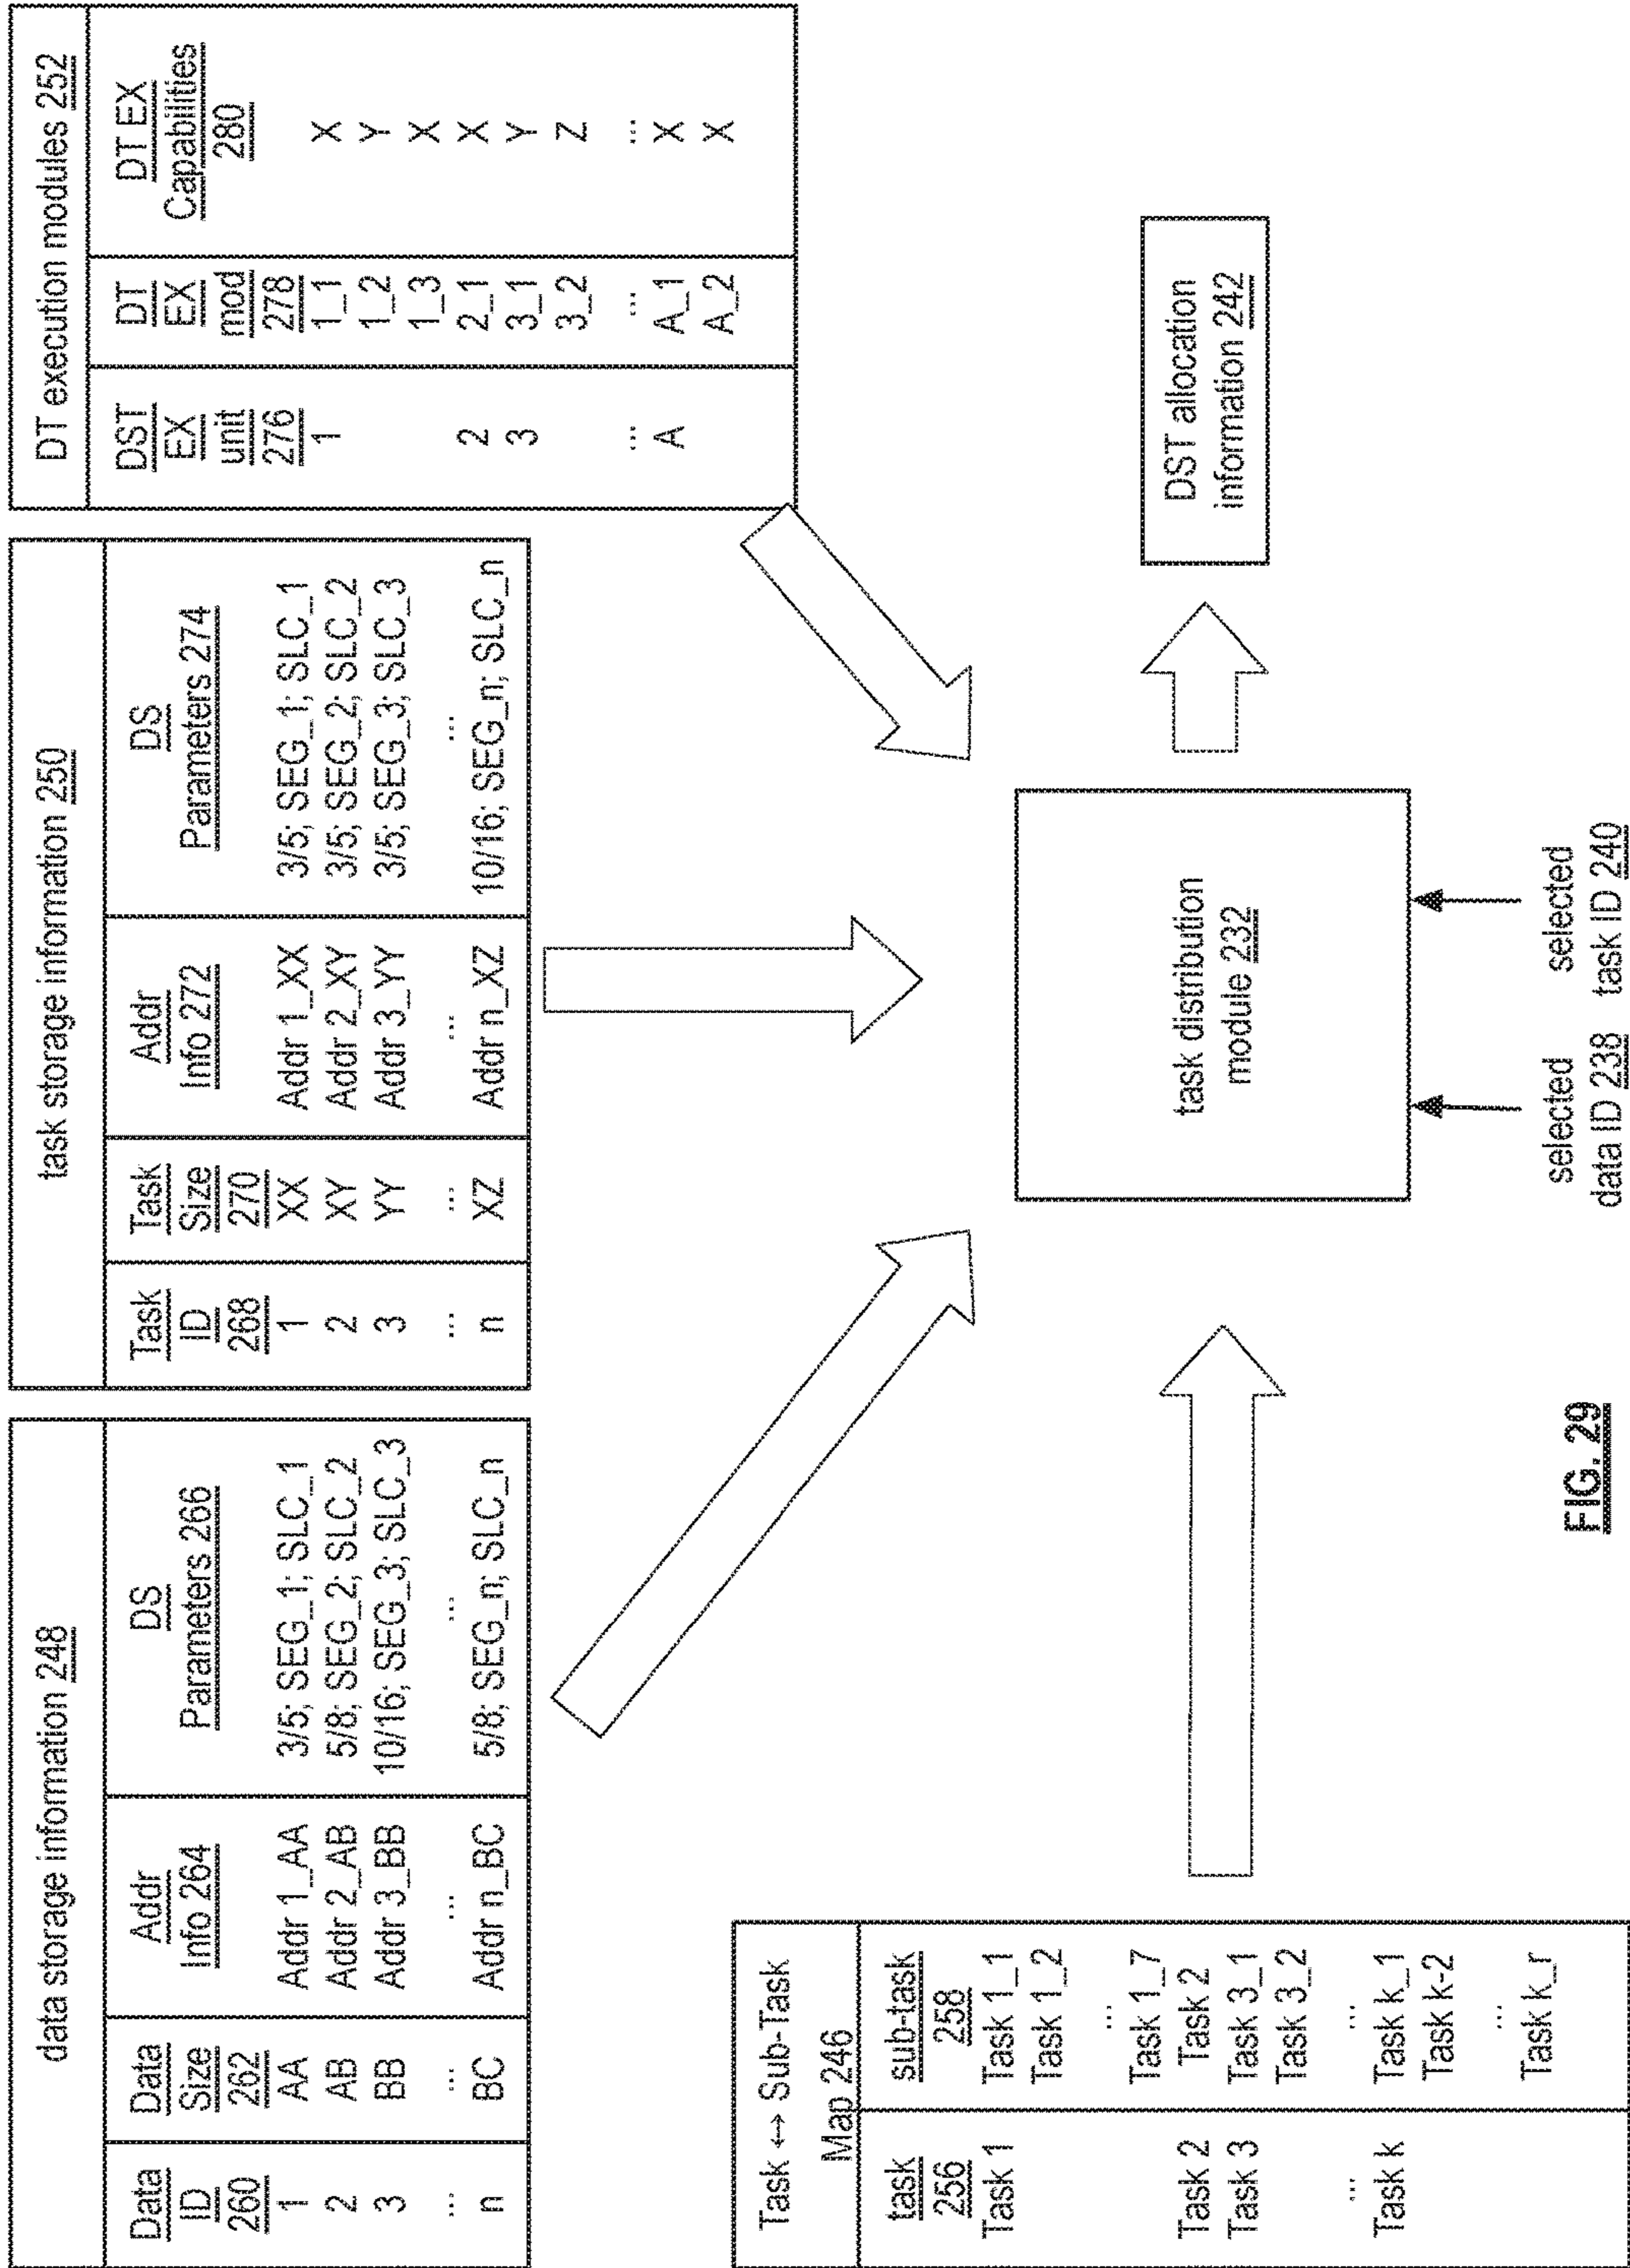 data storage information 248
Data ID 260
Data Size 262
Addr Info 264
DS Parameters 266
1 AA Addr 1_AA 3/5; SEG_1; SLC_1
2 AB Addr 2_AB 5/8; SEG_2; SLC_2
3 BB Addr 3_BB 10/16; SEG_3; SLC_3
... ... ... ...
n BC Addr n_BC 5/8; SEG_n; SLC_n
task storage information 250
Task ID 268
Task Size 270
Addr Info 272
DS Parameters 274
1 XX Addr 1_XX 3/5; SEG_1; SLC_1
2 XY Addr 2_XY 3/5; SEG_2; SLC_2
3 YY Addr 3_YY 3/5; SEG_3; SLC_3
... ... ... ...
n XZ Addr n_XZ 10/16; SEG_n; SLC_n
DT execution modules 252
DST EX unit 276
DT EX mod 278
DT EX Capabilities 280
1 1_1 X
1_2 Y
1_3 X
2 2_1 X
3 3_1 Y
3_2 Z
... ... ...
A A_1 X
A_2 X
Task ↔ Sub-Task
Map 246
task 256
sub-task 258
Task 1 Task 1_1
Task 1_2
...
Task 1_7
Task 2 Task 2
Task 3 Task 3_1
Task 3_2
... ...
Task k Task k_1
Task k-2
...
Task k_r
task distribution
module 232
DST allocation
information 242
selected
data ID 238
selected
task ID 240
FIG. 29